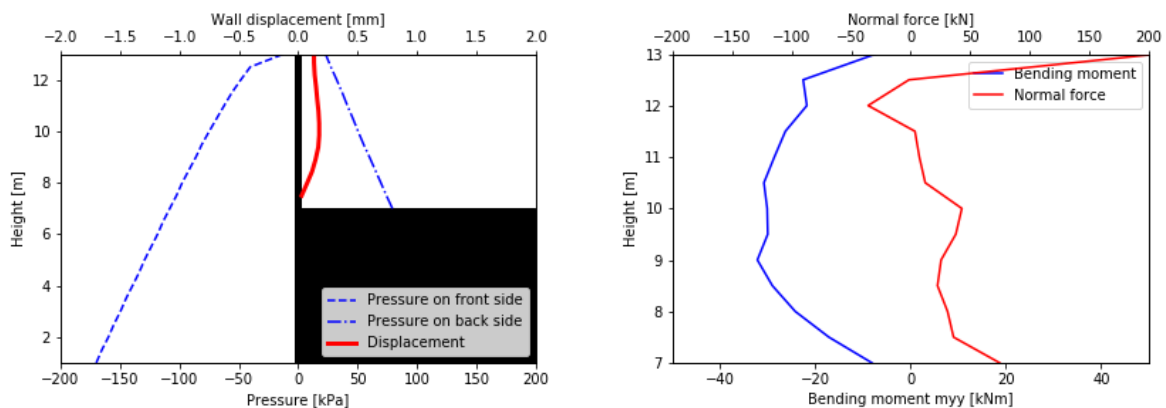 Wall displacement [mm]
−2.0 −1.5 −1.0 −0.5 0.0 0.5 1.0 1.5 2.0
12
10
8
6
4
2
Height [m]
Pressure on front side
Pressure on back side
Displacement
−200 −150 −100 −50 0 50 100 150 200
Pressure [kPa]
Normal force [kN]
−200 −150 −100 −50 0 50 100 150 200
13
12
11
10
9
8
7
Height [m]
Bending moment
Normal force
−40 −20 0 20 40
Bending moment myy [kNm]